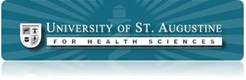 UNIVERSITY OF ST. AUGUSTINE
FOR HEALTH SCIENCES